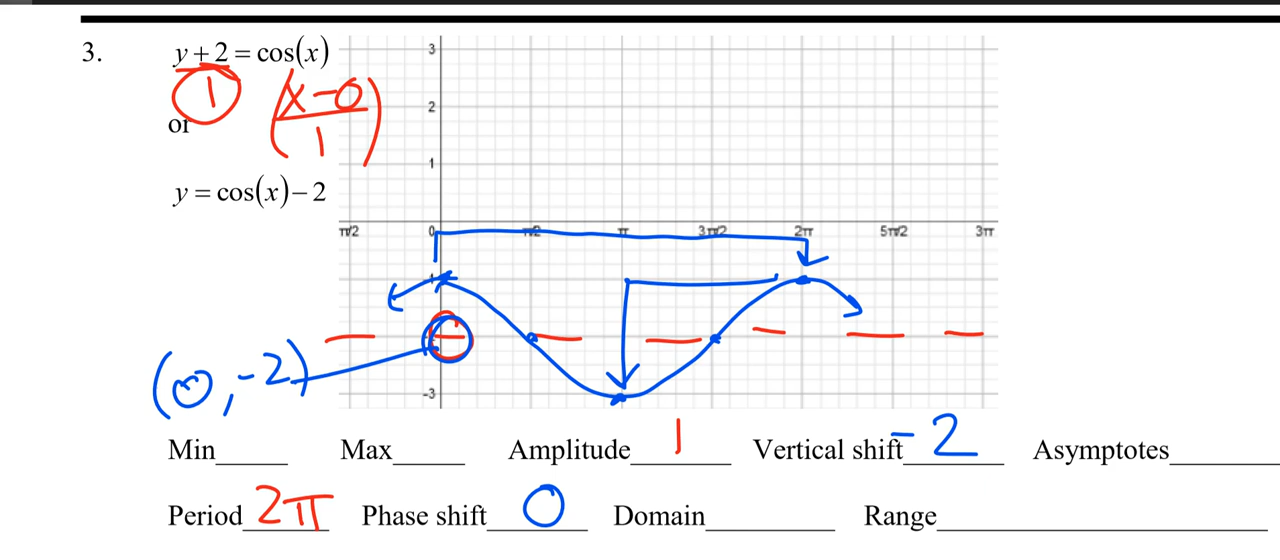 3. y+2=cos(x)
1 (x-0)/1
or
y=cos(x)-2
3
2
1
π/2 0 π/2 π 3π/2 2π 5π/2 3π
-3
(0,-2)
Min_____ Max_____ Amplitude 1 Vertical shift -2 Asymptotes_____
Period 2π Phase shift 0 Domain_____ Range_____